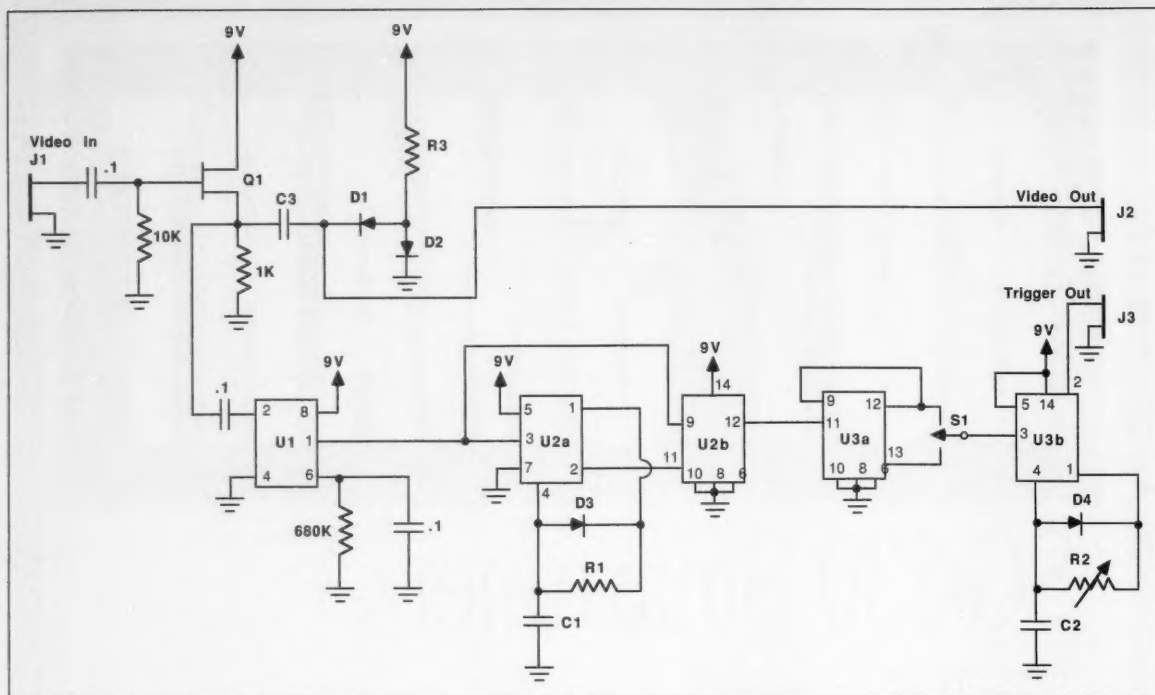 9V
9V
Video In
J1
.1
Q1
R3
C3
D1
D2
10K
1K
Video Out
J2
Trigger Out
J3
9V
.1
2
8
U1
1
4
6
680K
.1
9V
5
1
U2a
3
7
2
4
D3
R1
C1
9V
14
9
12
U2b
11
10
8
6
9
12
11
U3a
13
10
8
6
S1
9V
2
5
14
3
U3b
4
1
D4
R2
C2